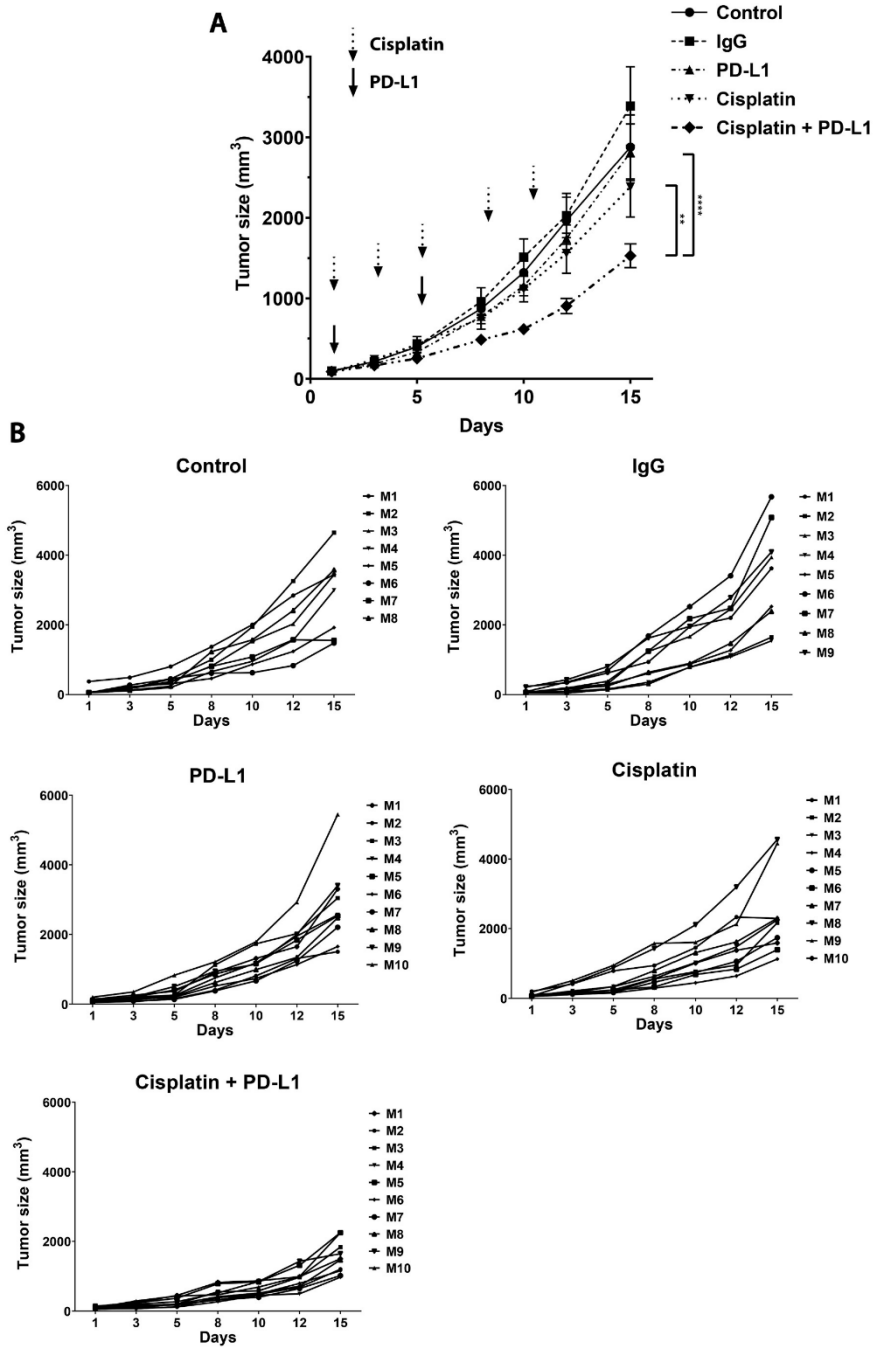 A
Cisplatin
PD-L1
Control
IgG
PD-L1
Cisplatin
Cisplatin + PD-L1
Tumor size (mm³)
4000
3000
2000
1000
0
0
5
10
15
Days
**
****
B
Control
Tumor size (mm³)
6000
4000
2000
0
1
3
5
8
10
12
15
Days
M1
M2
M3
M4
M5
M6
M7
M8
IgG
Tumor size (mm³)
6000
4000
2000
0
1
3
5
8
10
12
15
Days
M1
M2
M3
M4
M5
M6
M7
M8
M9
PD-L1
Tumor size (mm³)
6000
4000
2000
0
1
3
5
8
10
12
15
Days
M1
M2
M3
M4
M5
M6
M7
M8
M9
M10
Cisplatin
Tumor size (mm³)
6000
4000
2000
0
1
3
5
8
10
12
15
Days
M1
M2
M3
M4
M5
M6
M7
M8
M9
M10
Cisplatin + PD-L1
Tumor size (mm³)
6000
4000
2000
0
1
3
5
8
10
12
15
Days
M1
M2
M3
M4
M5
M6
M7
M8
M9
M10